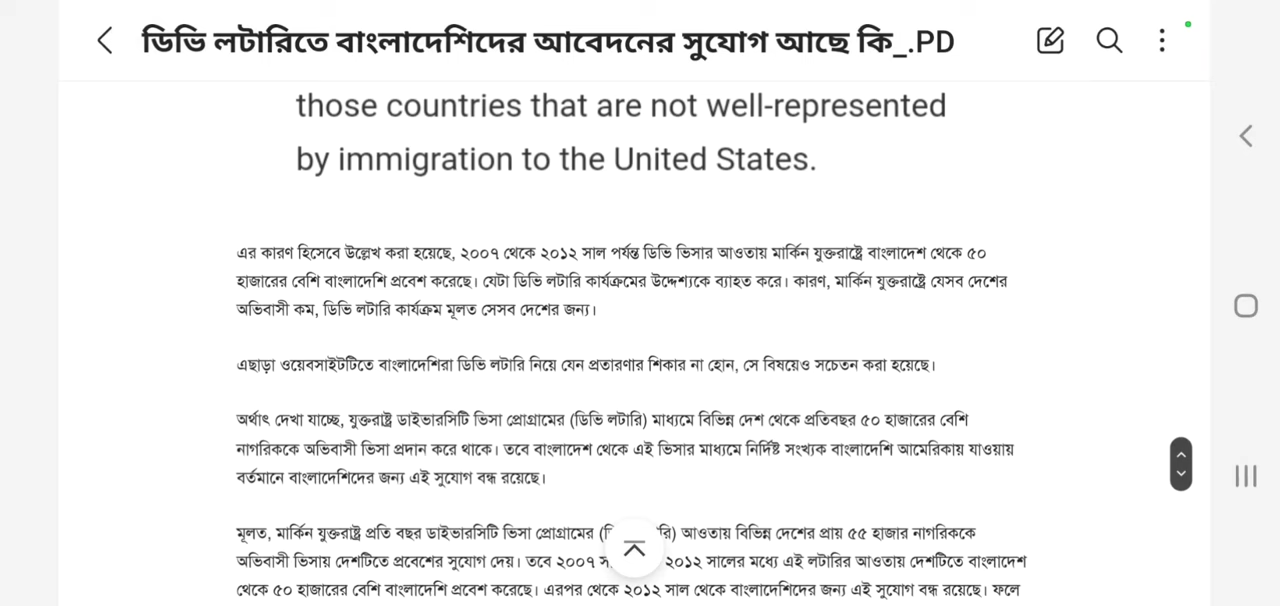 ডিভি লটারিতে বাংলাদেশিদের আবেদনের সুযোগ আছে কি_.PD
those countries that are not well-represented
by immigration to the United States.
এর কারণ হিসেবে উল্লেখ করা হয়েছে, ২০০৭ থেকে ২০১২ সাল পর্যন্ত ডিভি ভিসার আওতায় মার্কিন যুক্তরাষ্ট্রে বাংলাদেশ থেকে ৫০
হাজারের বেশি বাংলাদেশি প্রবেশ করেছে। যেটা ডিভি লটারি কার্যক্রমের উদ্দেশ্যকে ব্যাহত করে। কারণ, মার্কিন যুক্তরাষ্ট্রে যেসব দেশের
অভিবাসী কম, ডিভি লটারি কার্যক্রম মূলত সেসব দেশের জন্য।
এছাড়া ওয়েবসাইটটিতে বাংলাদেশিরা ডিভি লটারি নিয়ে যেন প্রতারণার শিকার না হোন, সে বিষয়েও সচেতন করা হয়েছে।
অর্থাৎ দেখা যাচ্ছে, যুক্তরাষ্ট্র ডাইভারসিটি ভিসা প্রোগ্রামের (ডিভি লটারি) মাধ্যমে বিভিন্ন দেশ থেকে প্রতিবছর ৫০ হাজারের বেশি
নাগরিককে অভিবাসী ভিসা প্রদান করে থাকে। তবে বাংলাদেশ থেকে এই ভিসার মাধ্যমে নির্দিষ্ট সংখ্যক বাংলাদেশি আমেরিকায় যাওয়ায়
বর্তমানে বাংলাদেশিদের জন্য এই সুযোগ বন্ধ রয়েছে।
মূলত, মার্কিন যুক্তরাষ্ট্র প্রতি বছর ডাইভারসিটি ভিসা প্রোগ্রামের আওতায় বিভিন্ন দেশের প্রায় ৫৫ হাজার নাগরিককে
অভিবাসী ভিসায় দেশটিতে প্রবেশের সুযোগ দেয়। তবে ২০০৭ ২০১২ সালের মধ্যে এই লটারির আওতায় দেশটিতে বাংলাদেশ
থেকে ৫০ হাজারের বেশি বাংলাদেশি প্রবেশ করেছে। এরপর থেকে ২০১২ সাল থেকে বাংলাদেশিদের জন্য এই সুযোগ বন্ধ রয়েছে। ফলে